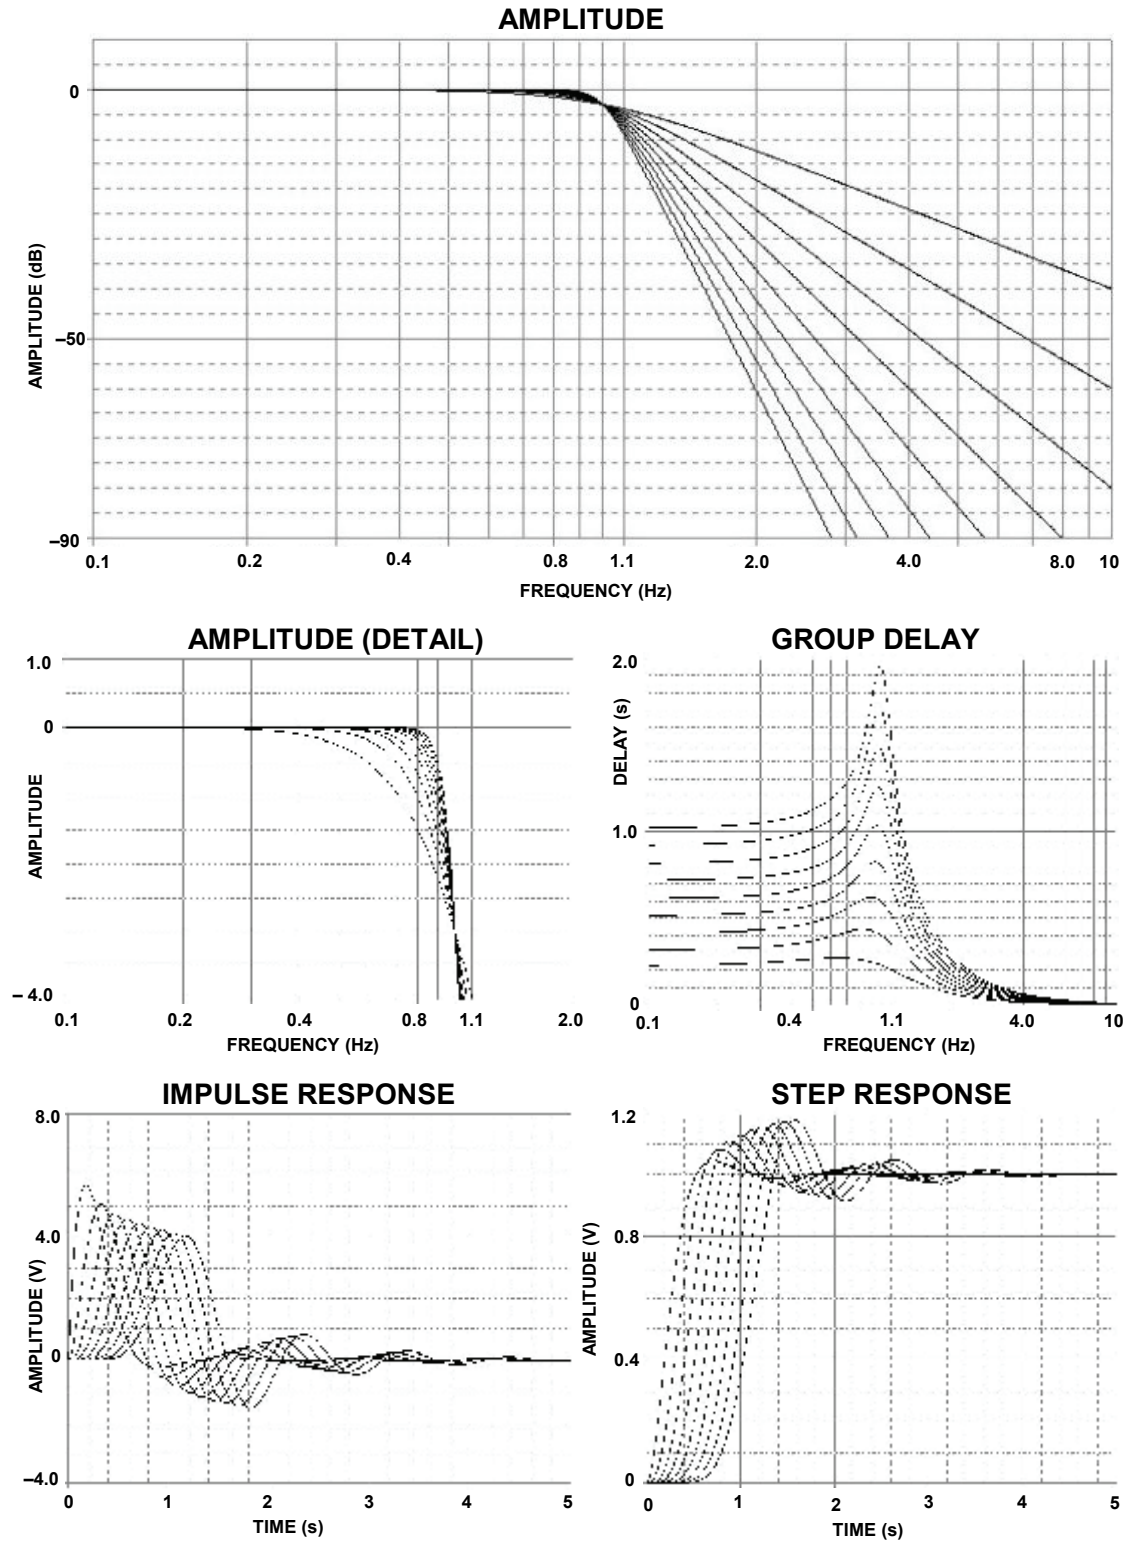 AMPLITUDE
0
–50
–90
AMPLITUDE (dB)
0.1 0.2 0.4 0.8 1.1 2.0 4.0 8.0 10
FREQUENCY (Hz)
AMPLITUDE (DETAIL)
1.0
0
– 4.0
AMPLITUDE
0.1 0.2 0.4 0.8 1.1 2.0
FREQUENCY (Hz)
GROUP DELAY
2.0
1.0
0
DELAY (s)
0.1 0.4 1.1 4.0 10
FREQUENCY (Hz)
IMPULSE RESPONSE
8.0
4.0
0
–4.0
AMPLITUDE (V)
0 1 2 3 4 5
TIME (s)
STEP RESPONSE
1.2
0.8
0.4
0
AMPLITUDE (V)
0 1 2 3 4 5
TIME (s)